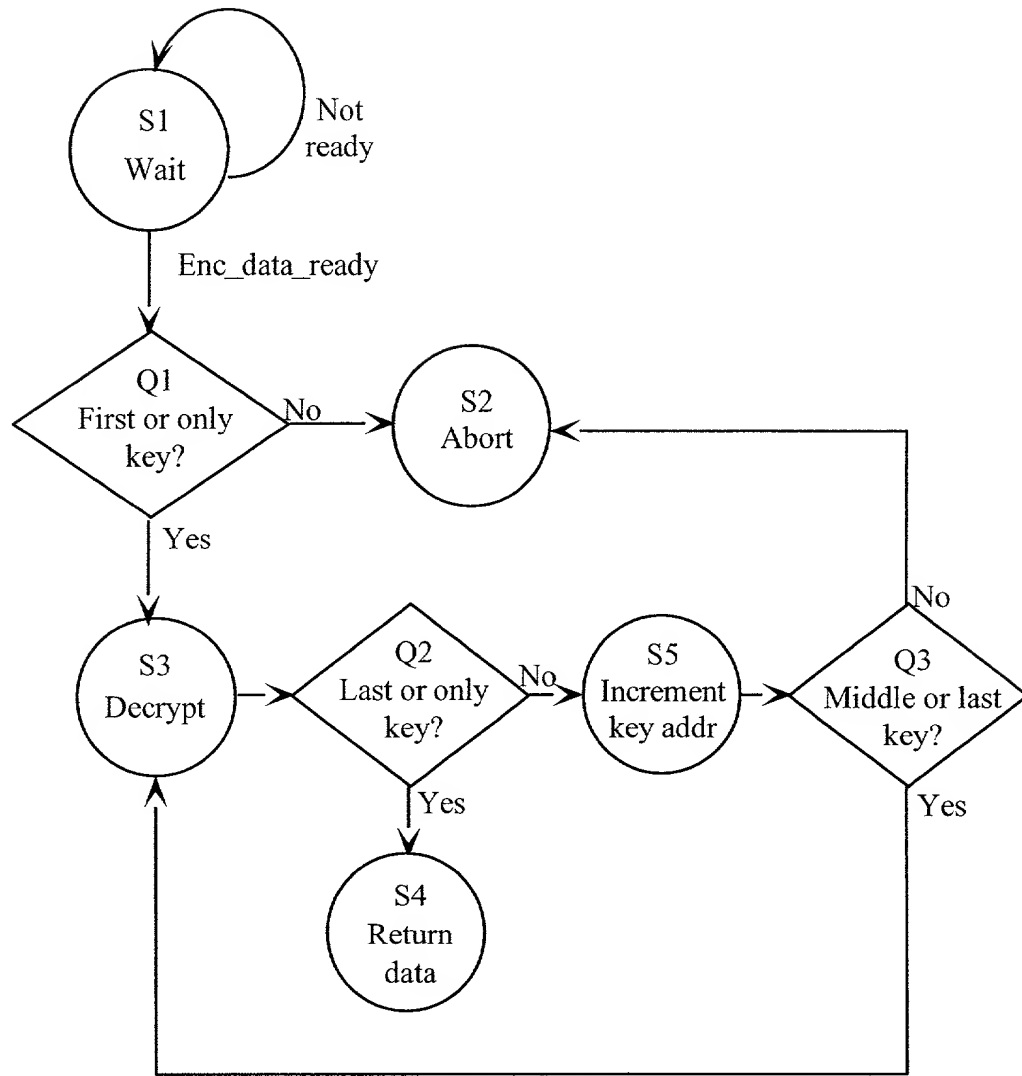 S1
Wait
Not
ready
Enc_data_ready
Q1
First or only
key?
No
S2
Abort
Yes
No
S3
Decrypt
Q2
Last or only
key?
No
S5
Increment
key addr
Q3
Middle or last
key?
Yes
Yes
S4
Return
data